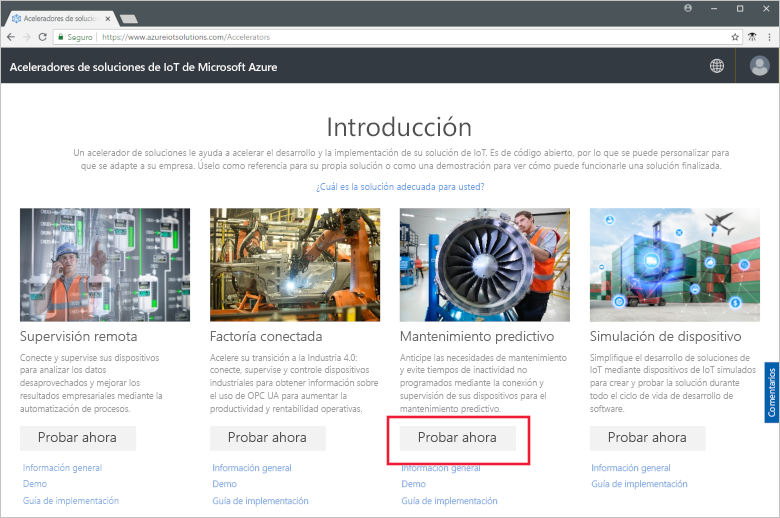 Aceleradores de solucion
Seguro
https://www.azureiotsolutions.com/Accelerators
Aceleradores de soluciones de IoT de Microsoft Azure
Introducción
Un acelerador de soluciones le ayuda a acelerar el desarrollo y la implementación de su solución de IoT. Es de código abierto, por lo que se puede personalizar para
que se adapte a su empresa. Úselo como referencia para su propia solución o como una demostración para ver cómo puede funcionarle una solución finalizada.
¿Cuál es la solución adecuada para usted?
Supervisión remota
Conecte y supervise sus dispositivos
para analizar los datos
desaprovechados y mejorar los
resultados empresariales mediante la
automatización de procesos.
Probar ahora
Información general
Demo
Guía de implementación
Factoría conectada
Acelere su transición a la Industria 4.0:
conecte, supervise y controle dispositivos
industriales para obtener información sobre
el uso de OPC UA para aumentar la
productividad y rentabilidad operativas.
Probar ahora
Información general
Demo
Guía de implementación
Mantenimiento predictivo
Anticipe las necesidades de mantenimiento
y evite tiempos de inactividad no
programados mediante la conexión y
supervisión de sus dispositivos para el
mantenimiento predictivo.
Probar ahora
Información general
Demo
Guía de implementación
Simulación de dispositivo
Simplifique el desarrollo de soluciones de
IoT mediante dispositivos de IoT simulados
para crear y probar la solución durante
todo el ciclo de vida de desarrollo de
software.
Probar ahora
Información general
Guía de implementación
Comentarios